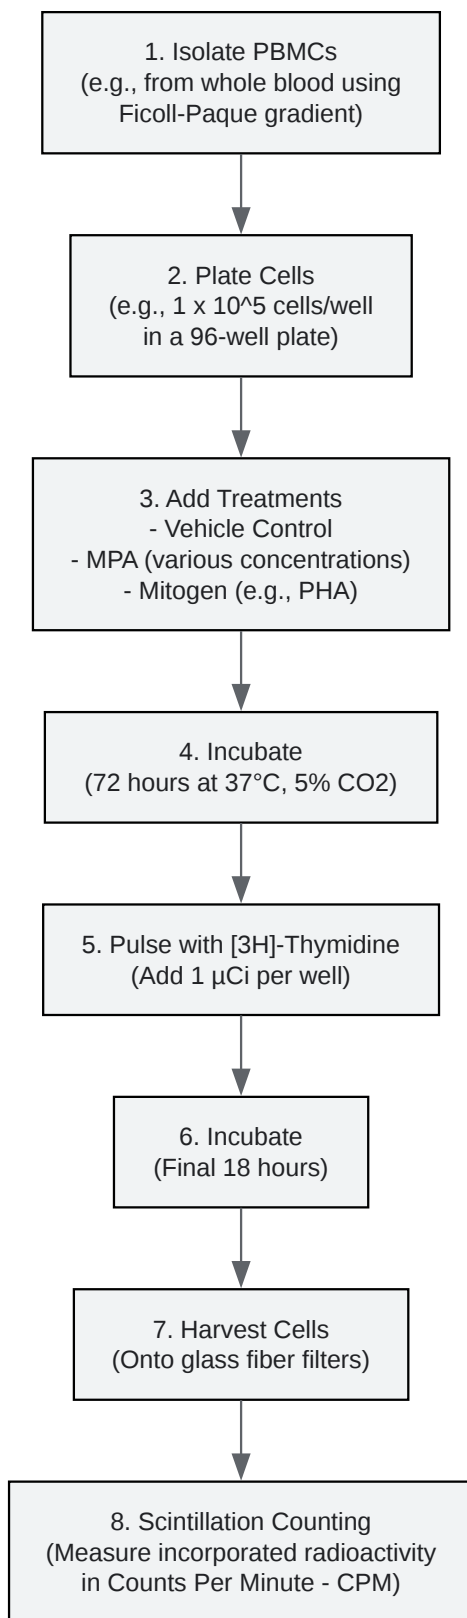 1. Isolate PBMCs
(e.g., from whole blood using
Ficoll-Paque gradient)
2. Plate Cells
(e.g., 1 x 10^5 cells/well
in a 96-well plate)
3. Add Treatments
- Vehicle Control
- MPA (various concentrations)
- Mitogen (e.g., PHA)
4. Incubate
(72 hours at 37°C, 5% CO2)
5. Pulse with [3H]-Thymidine
(Add 1 µCi per well)
6. Incubate
(Final 18 hours)
7. Harvest Cells
(Onto glass fiber filters)
8. Scintillation Counting
(Measure incorporated radioactivity
in Counts Per Minute - CPM)